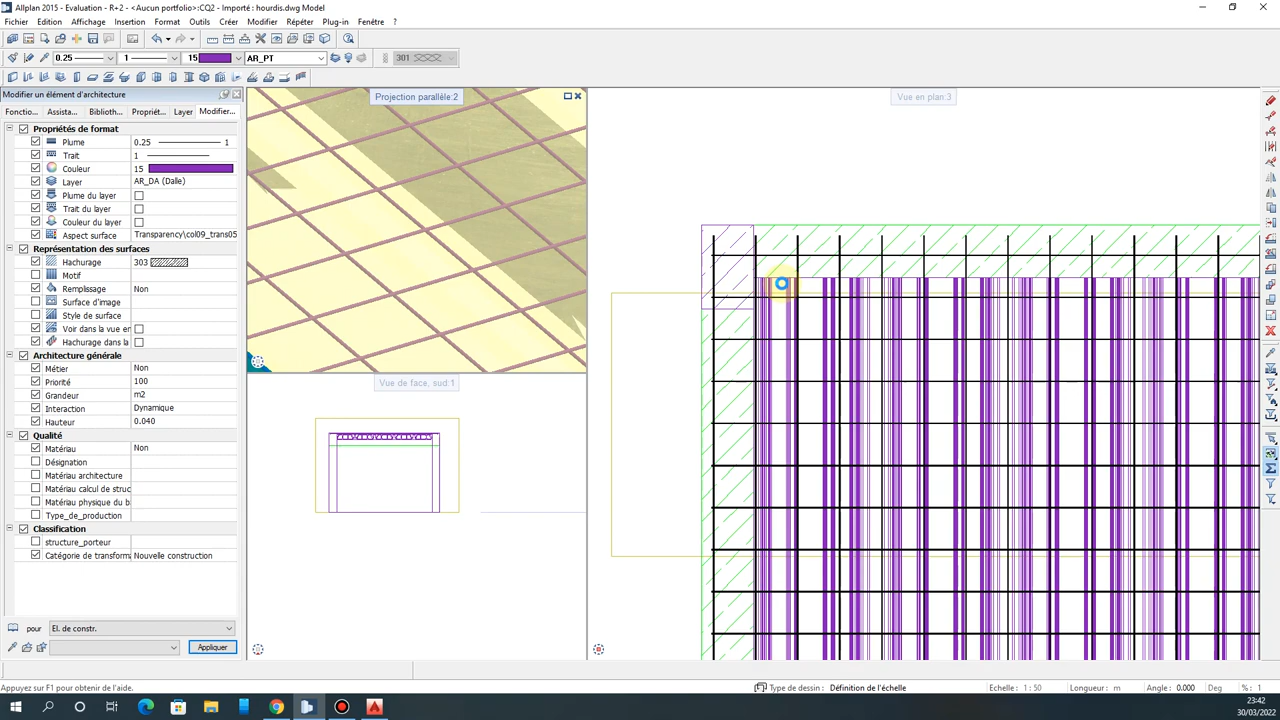 Allplan 2015 - Evaluation - R+2 - <Aucun portfolio>:CQ2 - Importé : hourdis.dwg Model
Fichier Edition Affichage Insertion Format Outils Créer Modifier Répéter Plug-in Fenêtre ?
0.25 1 15 AR_PT 301
Modifier un élément d'architecture
Fonctio... Assista... Biblioth... Propriét... Layer Modifier...
Projection parallèle:2
Vue en plan:3
Propriétés de format
Plume 0.25 1
Trait 1
Couleur 15
Layer AR_DA (Dalle)
Plume du layer
Trait du layer
Couleur du layer
Aspect surface Transparency\col09_trans05
Représentation des surfaces
Hachurage 303
Motif
Remplissage Non
Surface d'image
Style de surface
Voir dans la vue en
Hachurage dans la
Architecture générale
Métier Non
Priorité 100
Grandeur m2
Interaction Dynamique
Hauteur 0.040
Qualité
Matériau Non
Désignation
Matériau architecture
Matériau calcul de struc
Matériau physique du b
Type_de_production
Classification
structure_porteur
Catégorie de transforma Nouvelle construction
Vue de face, sud:1
pour El. de constr.
Appliquer
Appuyez sur F1 pour obtenir de l'aide.
Type de dessin : Définition de l'échelle Echelle : 1 : 50 Longueur : m Angle : 0.000 Deg % : 1
23:42
30/03/2022